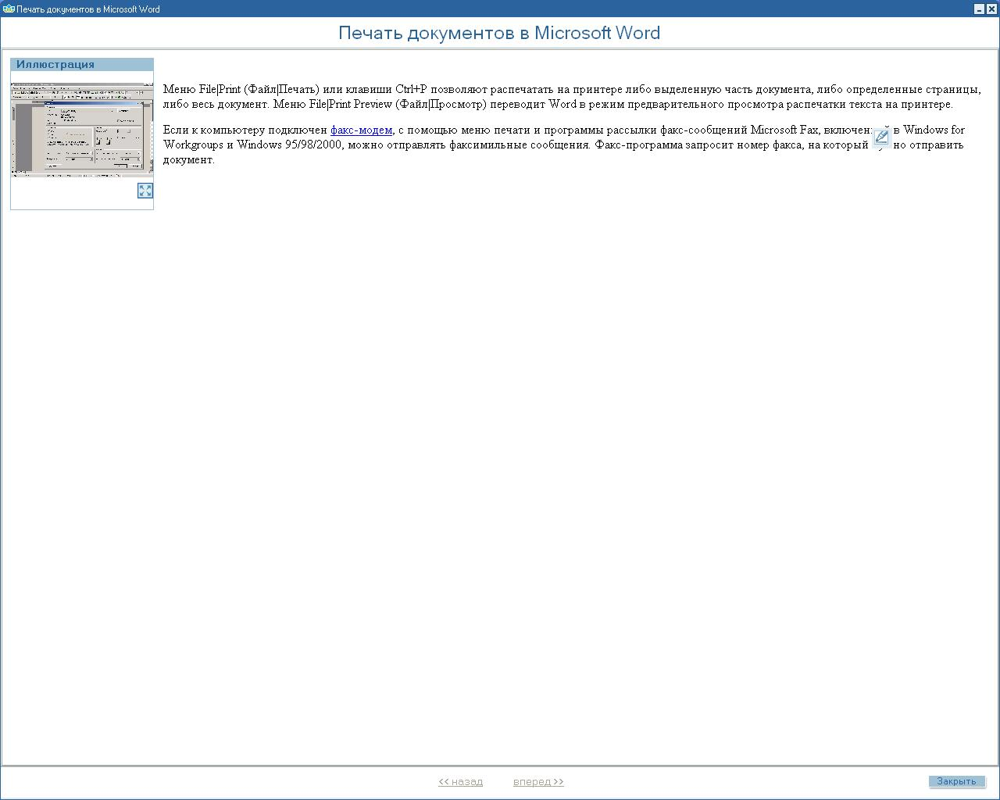 Печать документов в Microsoft Word
Печать документов в Microsoft Word
Иллюстрация
Меню File|Print (Файл|Печать) или клавиши Ctrl+P позволяют распечатать на принтере либо выделенную часть документа, либо определенные страницы,
либо весь документ. Меню File|Print Preview (Файл|Просмотр) переводит Word в режим предварительного просмотра распечатки текста на принтере.
Если к компьютеру подключен факс-модем, с помощью меню печати и программы рассылки факс-сообщений Microsoft Fax, в Windows for
Workgroups и Windows 95/98/2000, можно отправлять факсимильные сообщения. Факс-программа запросит номер факса, на который отправить
документ.
<< назад вперед >>
Закрыть